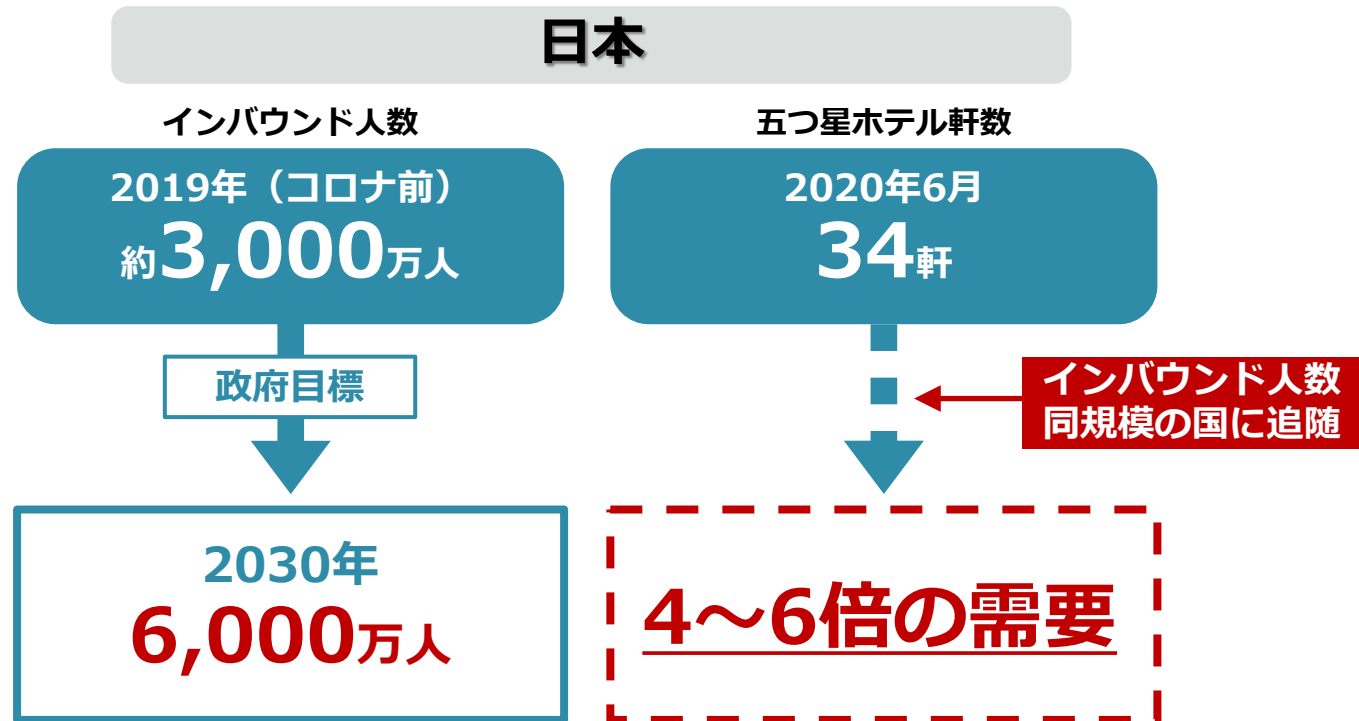 日本
インバウンド人数
2019年（コロナ前）
約3,000万人
政府目標
2030年
6,000万人
五つ星ホテル軒数
2020年6月
34軒
インバウンド人数
同規模の国に追随
4～6倍の需要